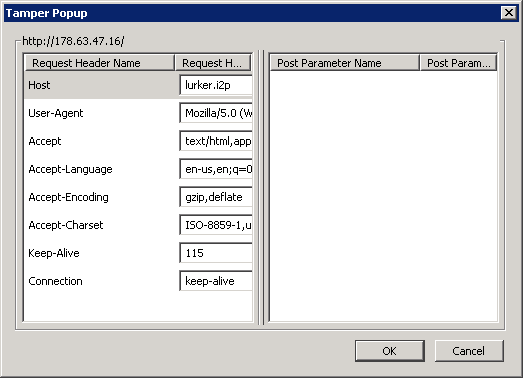 Tamper Popup
http://178.63.47.16/
Request Header Name Request H... Post Parameter Name Post Param...
Host lurker.i2p
User-Agent Mozilla/5.0 (W
Accept text/html,app
Accept-Language en-us,en;q=0
Accept-Encoding gzip,deflate
Accept-Charset ISO-8859-1,u
Keep-Alive 115
Connection keep-alive
OK Cancel